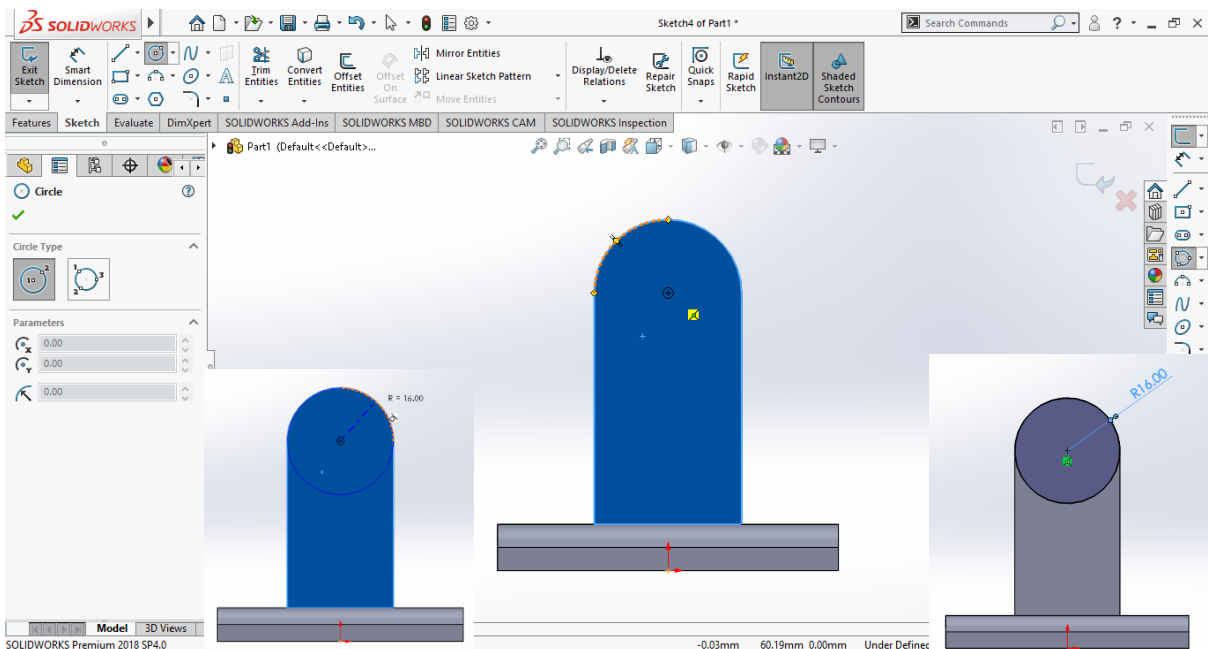 SOLIDWORKS
Sketch4 of Part1 *
Search Commands
?
Exit Sketch
Smart Dimension
Trim Entities
Convert Entities
Offset Entities
Offset On Surface
Mirror Entities
Linear Sketch Pattern
Move Entities
Display/Delete Relations
Repair Sketch
Quick Snaps
Rapid Sketch
Instant2D
Shaded Sketch Contours
Features Sketch Evaluate DimXpert SOLIDWORKS Add-Ins SOLIDWORKS MBD SOLIDWORKS CAM SOLIDWORKS Inspection
Part1 (Default<<Default>...
Circle
Circle Type
Parameters
0.00
0.00
0.00
R = 16.00
R16.00
Model 3D Views
SOLIDWORKS Premium 2018 SP4.0
-0.03mm 60.19mm 0.00mm Under Define